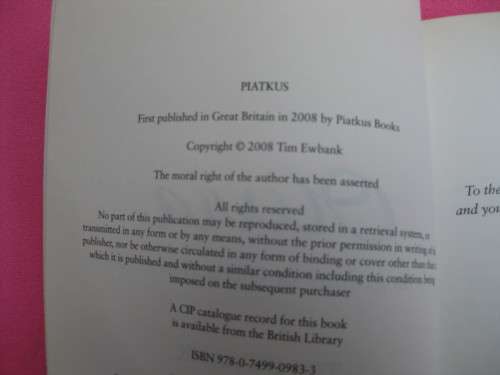 PIATKUS
First published in Great Britain in 2008 by Piatkus Books
Copyright © 2008 Tim Ewbank
The moral right of the author has been asserted
All rights reserved
No part of this publication may be reproduced, stored in a retrieval system, or
transmitted in any form or by any means, without the prior permission in writing of the
publisher, nor be otherwise circulated in any form of binding or cover other than that in
which it is published and without a similar condition including this condition being
imposed on the subsequent purchaser
A CIP catalogue record for this book
is available from the British Library
ISBN 978-0-7499-0983-3
To the
and you